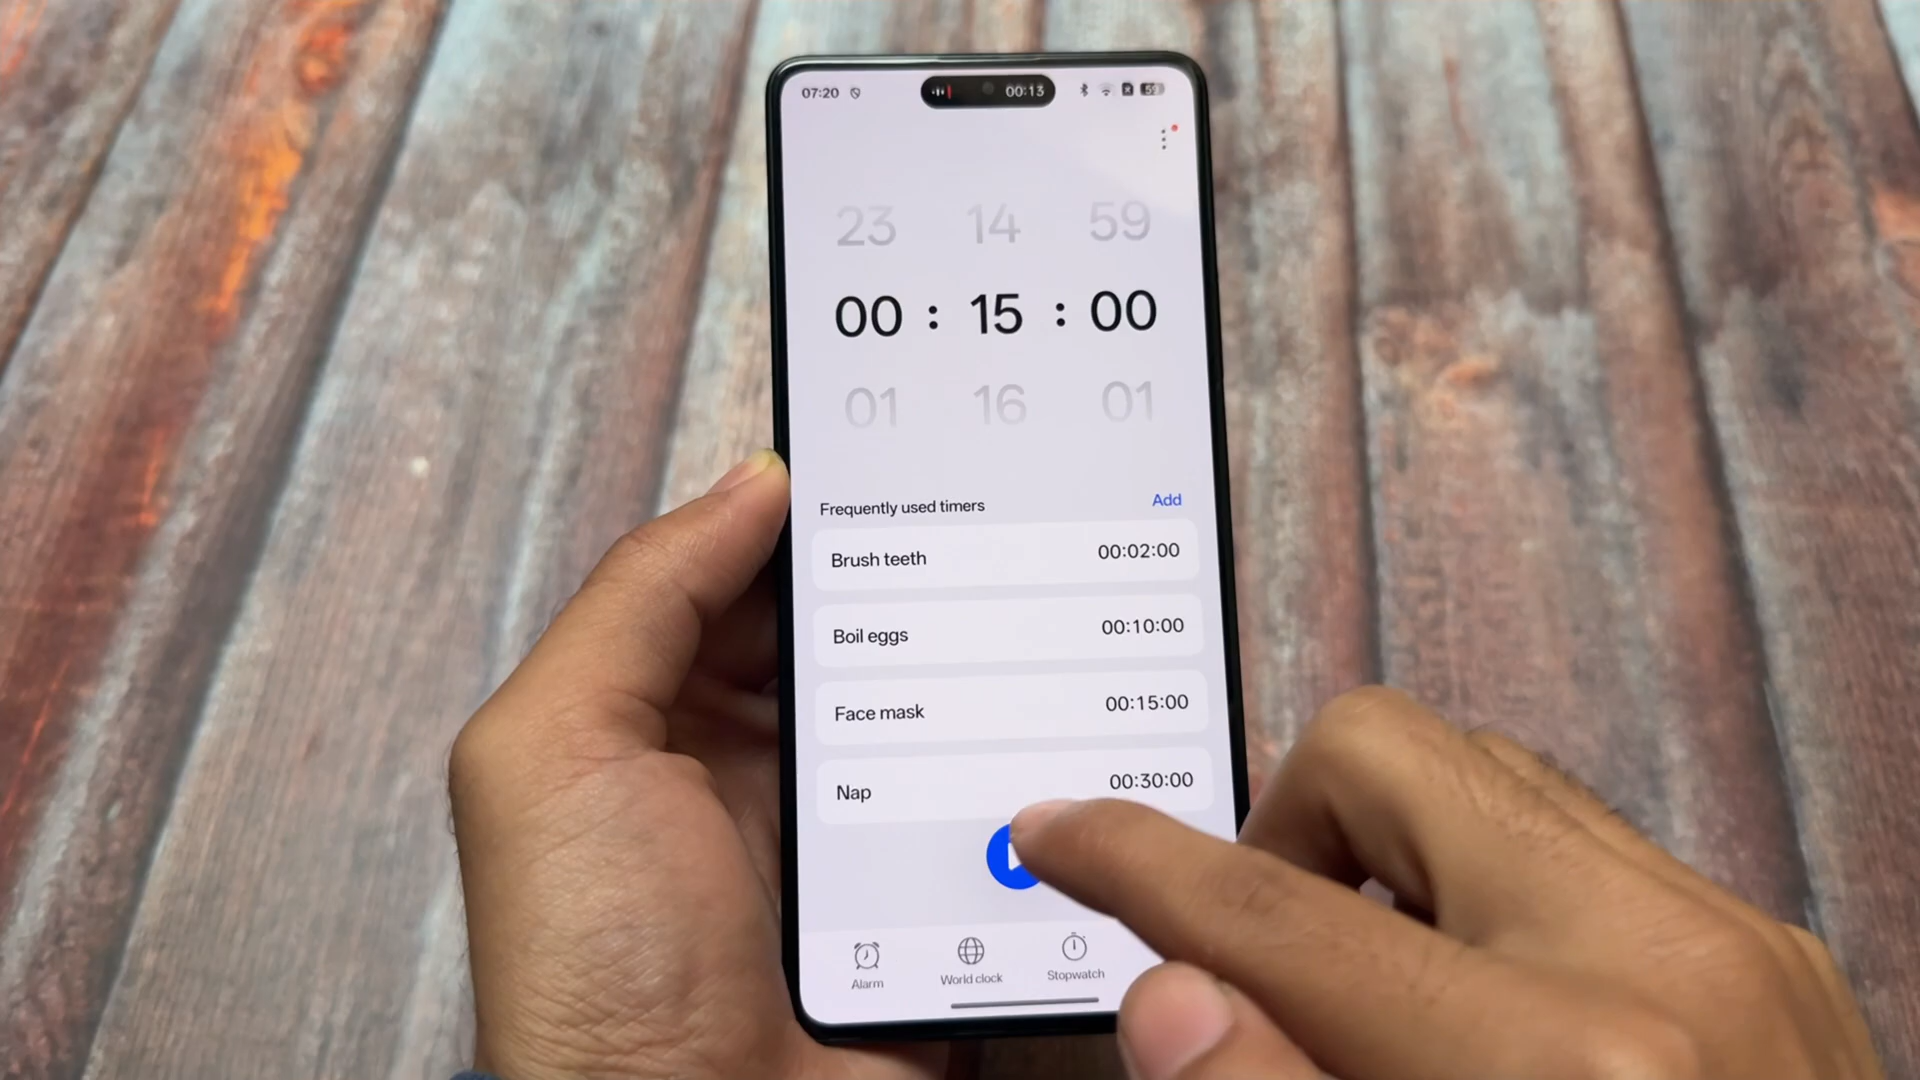 07:20 00:13 59
23 14 59
00 : 15 : 00
01 16 01
Frequently used timers Add
Brush teeth 00:02:00
Boil eggs 00:10:00
Face mask 00:15:00
Nap 00:30:00
Alarm World clock Stopwatch